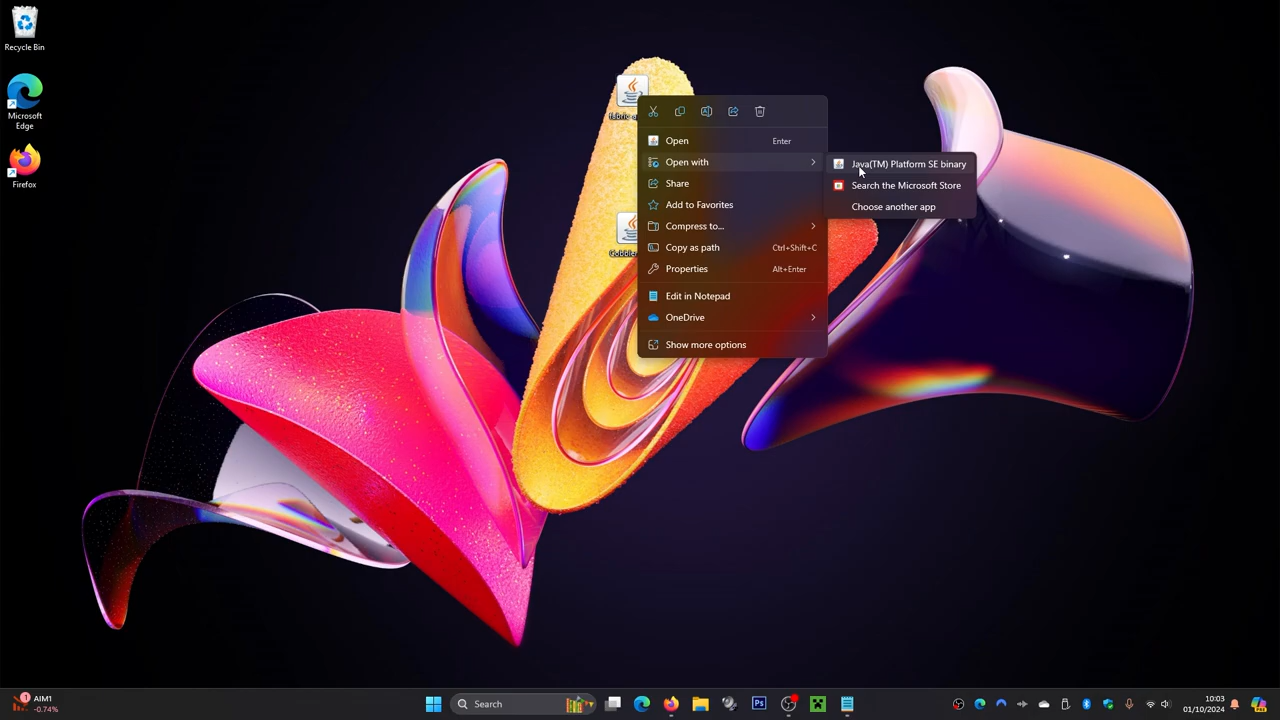 Recycle Bin
Microsoft
Edge
Firefox
Open Enter
Open with
Share
Add to Favorites
Compress to...
Copy as path Ctrl+Shift+C
Properties Alt+Enter
Edit in Notepad
OneDrive
Show more options
Java(TM) Platform SE binary
Search the Microsoft Store
Choose another app
1 AIM1
-0.74%
Search
Ps
10:03
01/10/2024